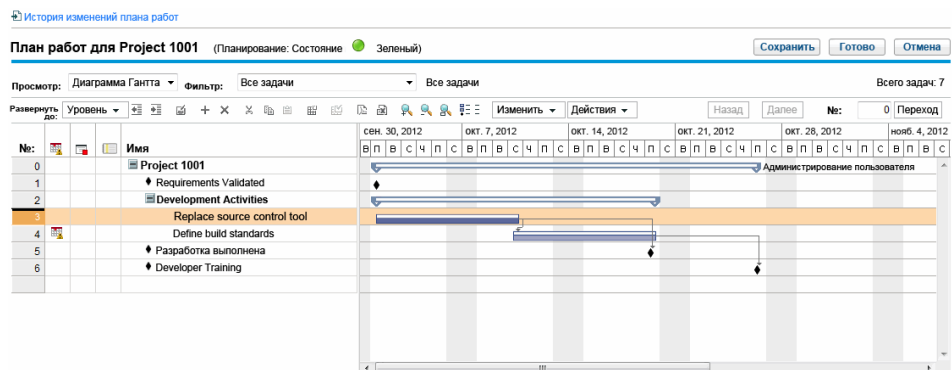 История изменений плана работ
План работ для Project 1001 (Планирование: Состояние Зеленый) Сохранить Готово Отмена
Просмотр: Диаграмма Гантта Фильтр: Все задачи Все задачи Всего задач: 7
Развернуть до: Уровень Изменить Действия Назад Далее №: 0 Переход
сен. 30, 2012 окт. 7, 2012 окт. 14, 2012 окт. 21, 2012 окт. 28, 2012 нояб. 4, 2012
№: Имя В П В С Ч П С В П В С Ч П С В П В С Ч П С В П В С Ч П С В П В С Ч П С В П В С
0 Project 1001 Администрирование пользователя
1 Requirements Validated
2 Development Activities
3 Replace source control tool
4 Define build standards
5 Разработка выполнена
6 Developer Training